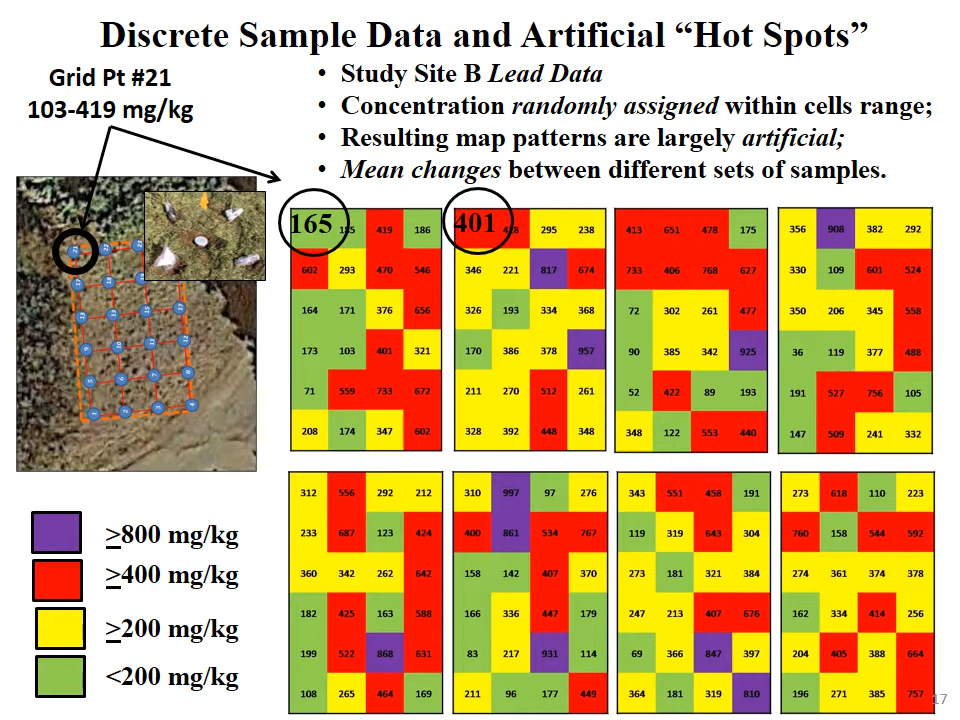 Discrete Sample Data and Artificial “Hot Spots”
Grid Pt #21
103-419 mg/kg
• Study Site B Lead Data
• Concentration randomly assigned within cells range;
• Resulting map patterns are largely artificial;
• Mean changes between different sets of samples.
165 419 186
602 293 470 546
164 171 376 656
173 103 401 321
71 559 733 672
208 174 347 602
401 295 238
346 221 817 674
326 193 334 368
170 386 378 957
211 270 512 261
328 392 448 348
413 651 478 175
733 406 768 627
72 302 261 477
90 385 342 925
52 422 89 193
348 122 553 440
356 908 382 292
330 109 601 524
350 206 345 558
36 119 377 488
191 527 756 105
147 509 241 332
312 556 292 212
233 687 123 424
360 342 262 642
182 425 163 588
199 522 868 631
108 265 464 169
310 997 97 276
400 861 534 767
158 142 407 370
166 336 447 179
83 217 931 114
211 96 177 449
343 551 458 191
119 319 643 304
273 181 321 384
247 213 407 676
69 366 847 397
364 181 319 810
273 618 110 223
760 158 544 592
274 361 374 378
162 334 414 256
204 405 388 664
196 271 385 757
≥800 mg/kg
≥400 mg/kg
≥200 mg/kg
<200 mg/kg
17